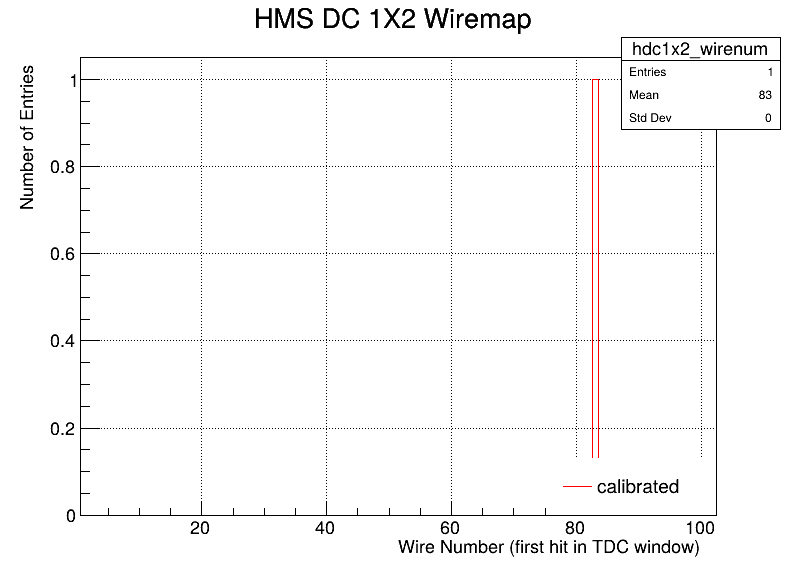 HMS DC 1X2 Wiremap
hdc1x2_wirenum
Entries 1
Mean 83
Std Dev 0
Number of Entries
1
0.8
0.6
0.4
0.2
0
calibrated
20 40 60 80 100
Wire Number (first hit in TDC window)